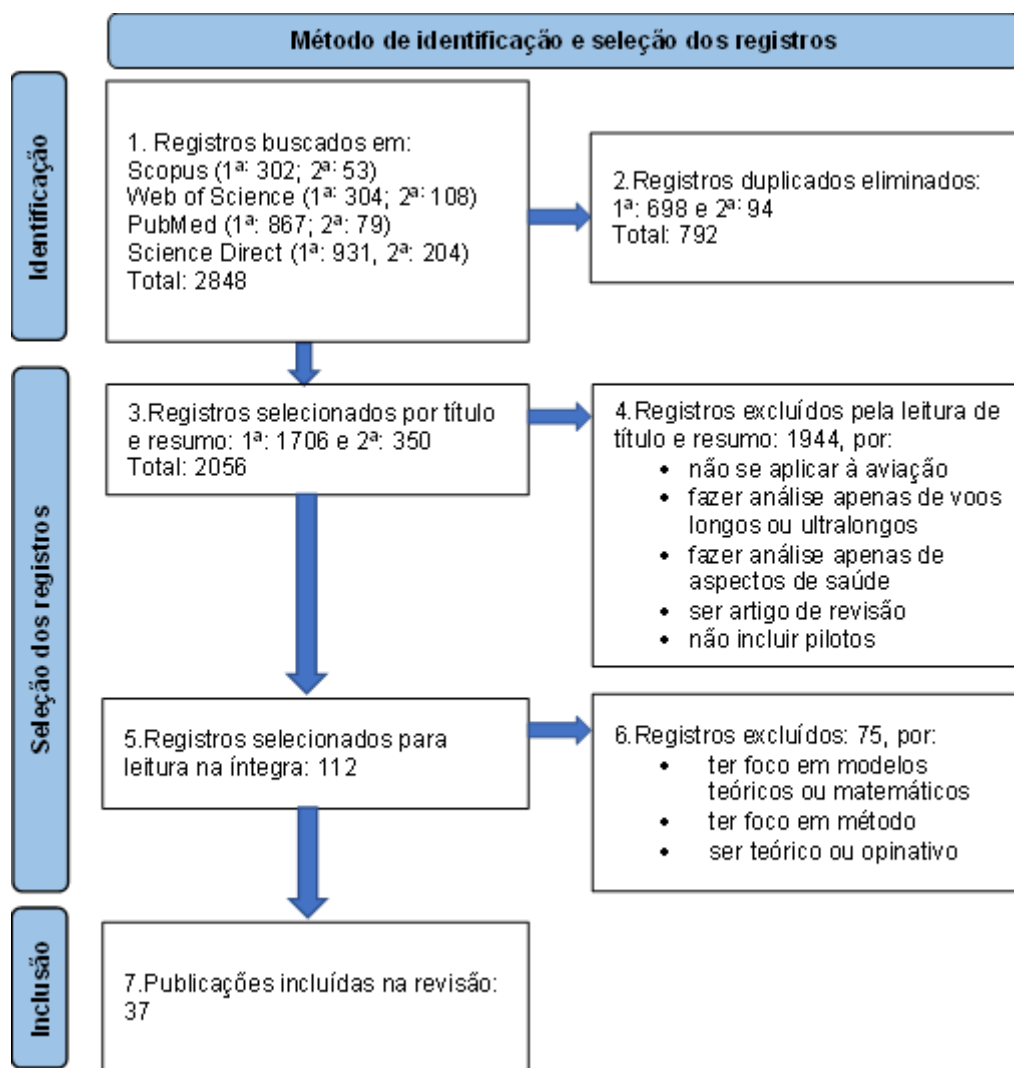 Método de identificação e seleção dos registros
Identificação
1. Registros buscados em:
Scopus (1ª: 302; 2ª: 53)
Web of Science (1ª: 304; 2ª: 108)
PubMed (1ª: 867; 2ª: 79)
Science Direct (1ª: 931, 2ª: 204)
Total: 2848
2.Registros duplicados eliminados:
1ª: 698 e 2ª: 94
Total: 792
Seleção dos registros
3.Registros selecionados por título
e resumo: 1ª: 1706 e 2ª: 350
Total: 2056
4.Registros excluídos pela leitura de
título e resumo: 1944, por:
• não se aplicar à aviação
• fazer análise apenas de voos
longos ou ultralongos
• fazer análise apenas de
aspectos de saúde
• ser artigo de revisão
• não incluir pilotos
5.Registros selecionados para
leitura na íntegra: 112
6.Registros excluídos: 75, por:
• ter foco em modelos
teóricos ou matemáticos
• ter foco em método
• ser teórico ou opinativo
Inclusão
7.Publicações incluídas na revisão:
37